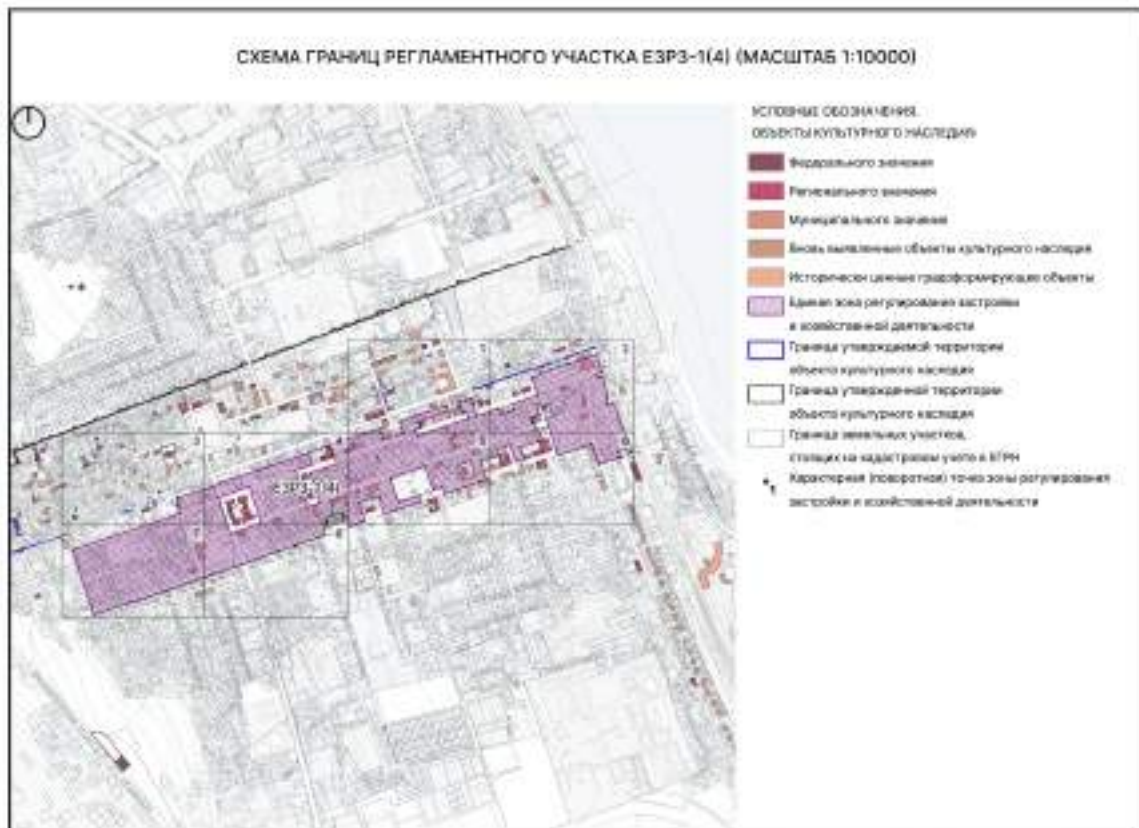 СХЕМА ГРАНИЦ РЕГЛАМЕНТНОГО УЧАСТКА ЕЗРЗ-1(4) (МАСШТАБ 1:10000)
УСЛОВНЫЕ ОБОЗНАЧЕНИЯ.
ОБЪЕКТЫ КУЛЬТУРНОГО НАСЛЕДИЯ
Федерального значения
Регионального значения
Муниципального значения
Вновь выявленные объекты культурного наследия
Исторически ценные градоформирующие объекты
Единая зона регулирования застройки
и хозяйственной деятельности
Граница утверждаемой территории
объекта культурного наследия
Граница утвержденной территории
объекта культурного наследия
Граница земельных участков,
стоящих на кадастровом учете в ЕГРН
Характерная (поворотная) точка зоны регулирования
застройки и хозяйственной деятельности
ЕЗРЗ-1(4)